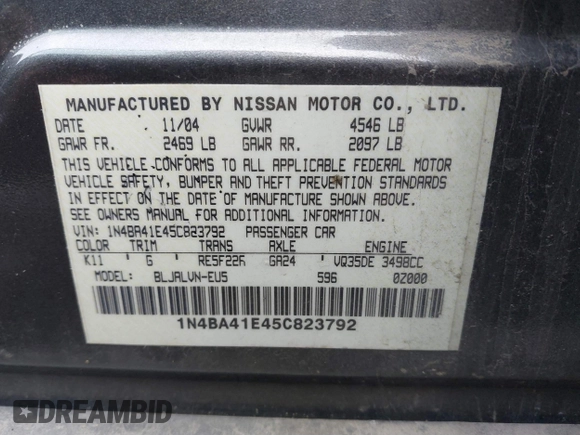 MANUFACTURED BY NISSAN MOTOR CO., LTD.
DATE 11/04 GVWR 4546 LB
GAWR FR. 2469 LB GAWR RR. 2097 LB
THIS VEHICLE CONFORMS TO ALL APPLICABLE FEDERAL MOTOR
VEHICLE SAFETY, BUMPER AND THEFT PREVENTION STANDARDS
IN EFFECT ON THE DATE OF MANUFACTURE SHOWN ABOVE.
SEE OWNERS MANUAL FOR ADDITIONAL INFORMATION.
VIN: 1N4BA41E45C823792 PASSENGER CAR
COLOR TRIM TRANS AXLE ENGINE
K11 G RE5F22A GA24 VQ35DE 3498CC
MODEL: BLJALVN-EUS 596 0Z000
1N4BA41E45C823792
DREAMBID